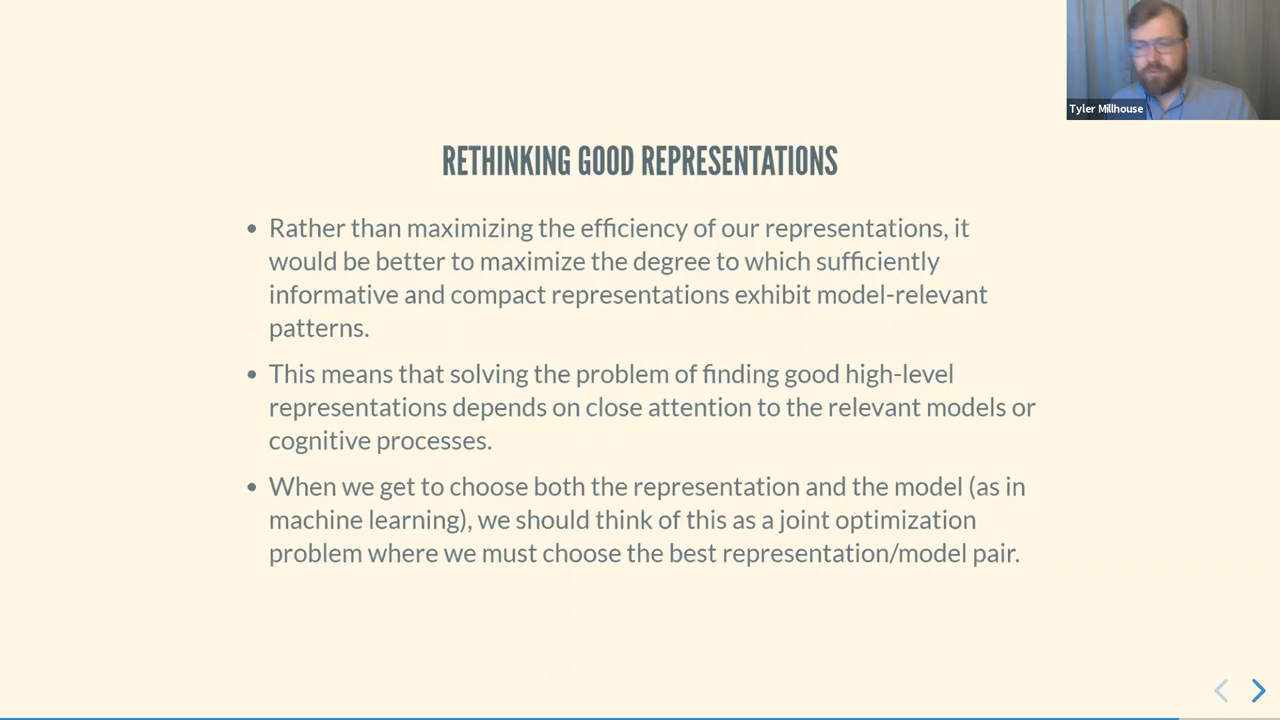 Tyler Millhouse
RETHINKING GOOD REPRESENTATIONS
• Rather than maximizing the efficiency of our representations, it
would be better to maximize the degree to which sufficiently
informative and compact representations exhibit model-relevant
patterns.
• This means that solving the problem of finding good high-level
representations depends on close attention to the relevant models or
cognitive processes.
• When we get to choose both the representation and the model (as in
machine learning), we should think of this as a joint optimization
problem where we must choose the best representation/model pair.